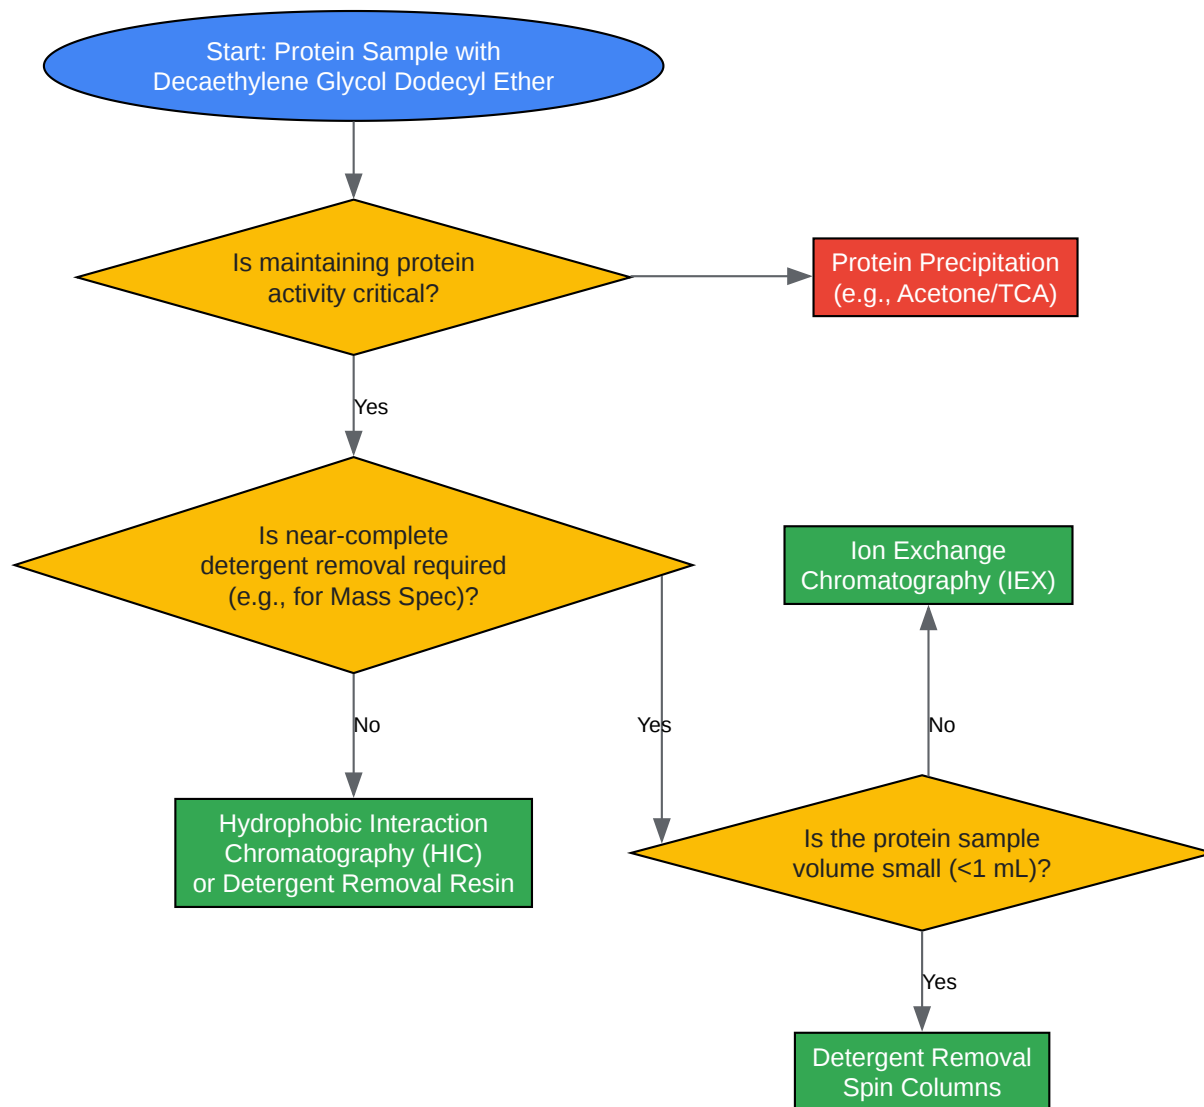 Start: Protein Sample with
Decaethylene Glycol Dodecyl Ether
Is maintaining protein
activity critical?
Protein Precipitation
(e.g., Acetone/TCA)
Yes
Is near-complete
detergent removal required
(e.g., for Mass Spec)?
Ion Exchange
Chromatography (IEX)
No
Yes
No
Hydrophobic Interaction
Chromatography (HIC)
or Detergent Removal Resin
Is the protein sample
volume small (<1 mL)?
Yes
Detergent Removal
Spin Columns